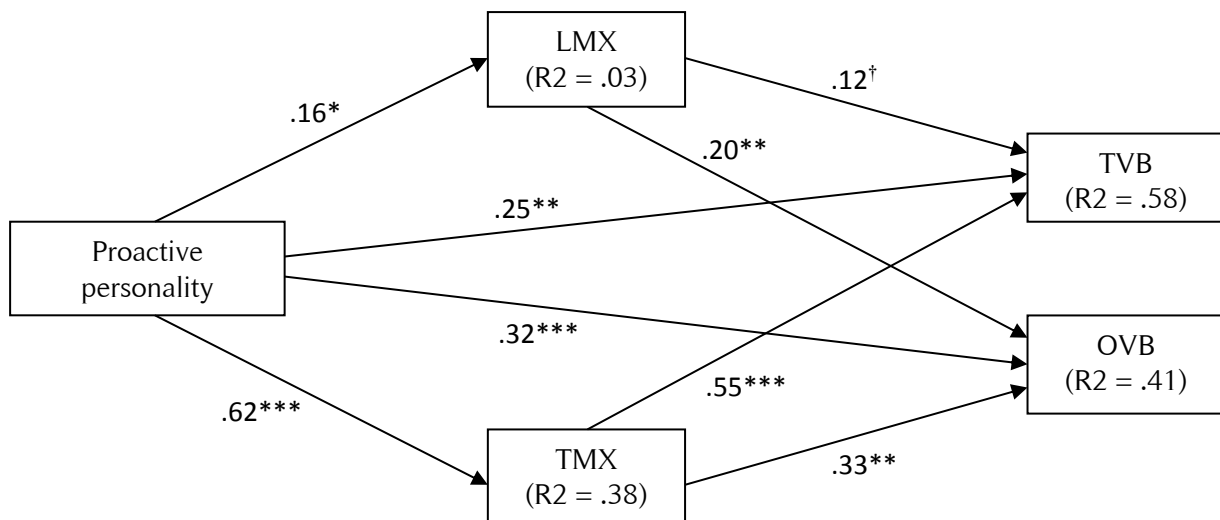 LMX
(R2 = .03)
.12†
.16*
.20**
TVB
(R2 = .58)
.25**
Proactive
personality
.32***
OVB
(R2 = .41)
.55***
.62***
TMX
(R2 = .38)
.33**